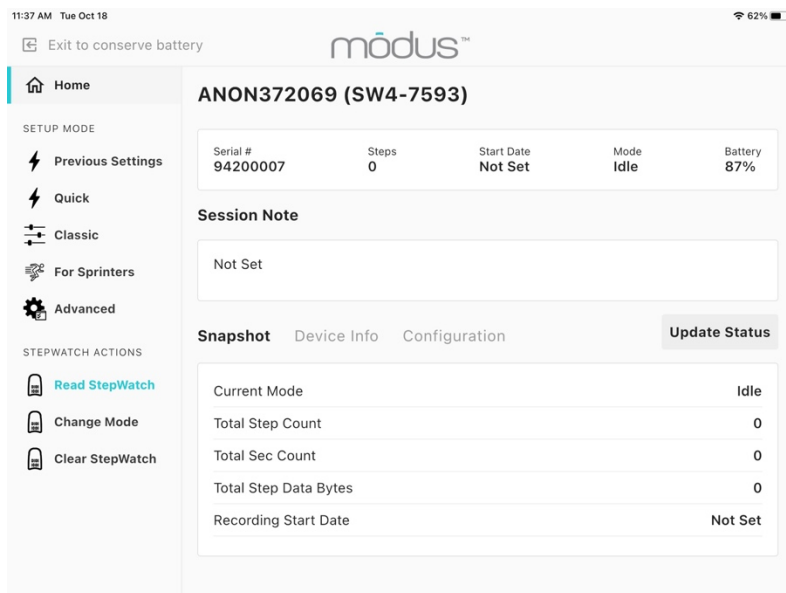 11:37 AM Tue Oct 18 62%
Exit to conserve battery
mōdus™
Home
SETUP MODE
Previous Settings
Quick
Classic
For Sprinters
Advanced
STEPWATCH ACTIONS
Read StepWatch
Change Mode
Clear StepWatch
ANON372069 (SW4-7593)
Serial # Steps Start Date Mode Battery
94200007 0 Not Set Idle 87%
Session Note
Not Set
Snapshot Device Info Configuration Update Status
Current Mode Idle
Total Step Count 0
Total Sec Count 0
Total Step Data Bytes 0
Recording Start Date Not Set